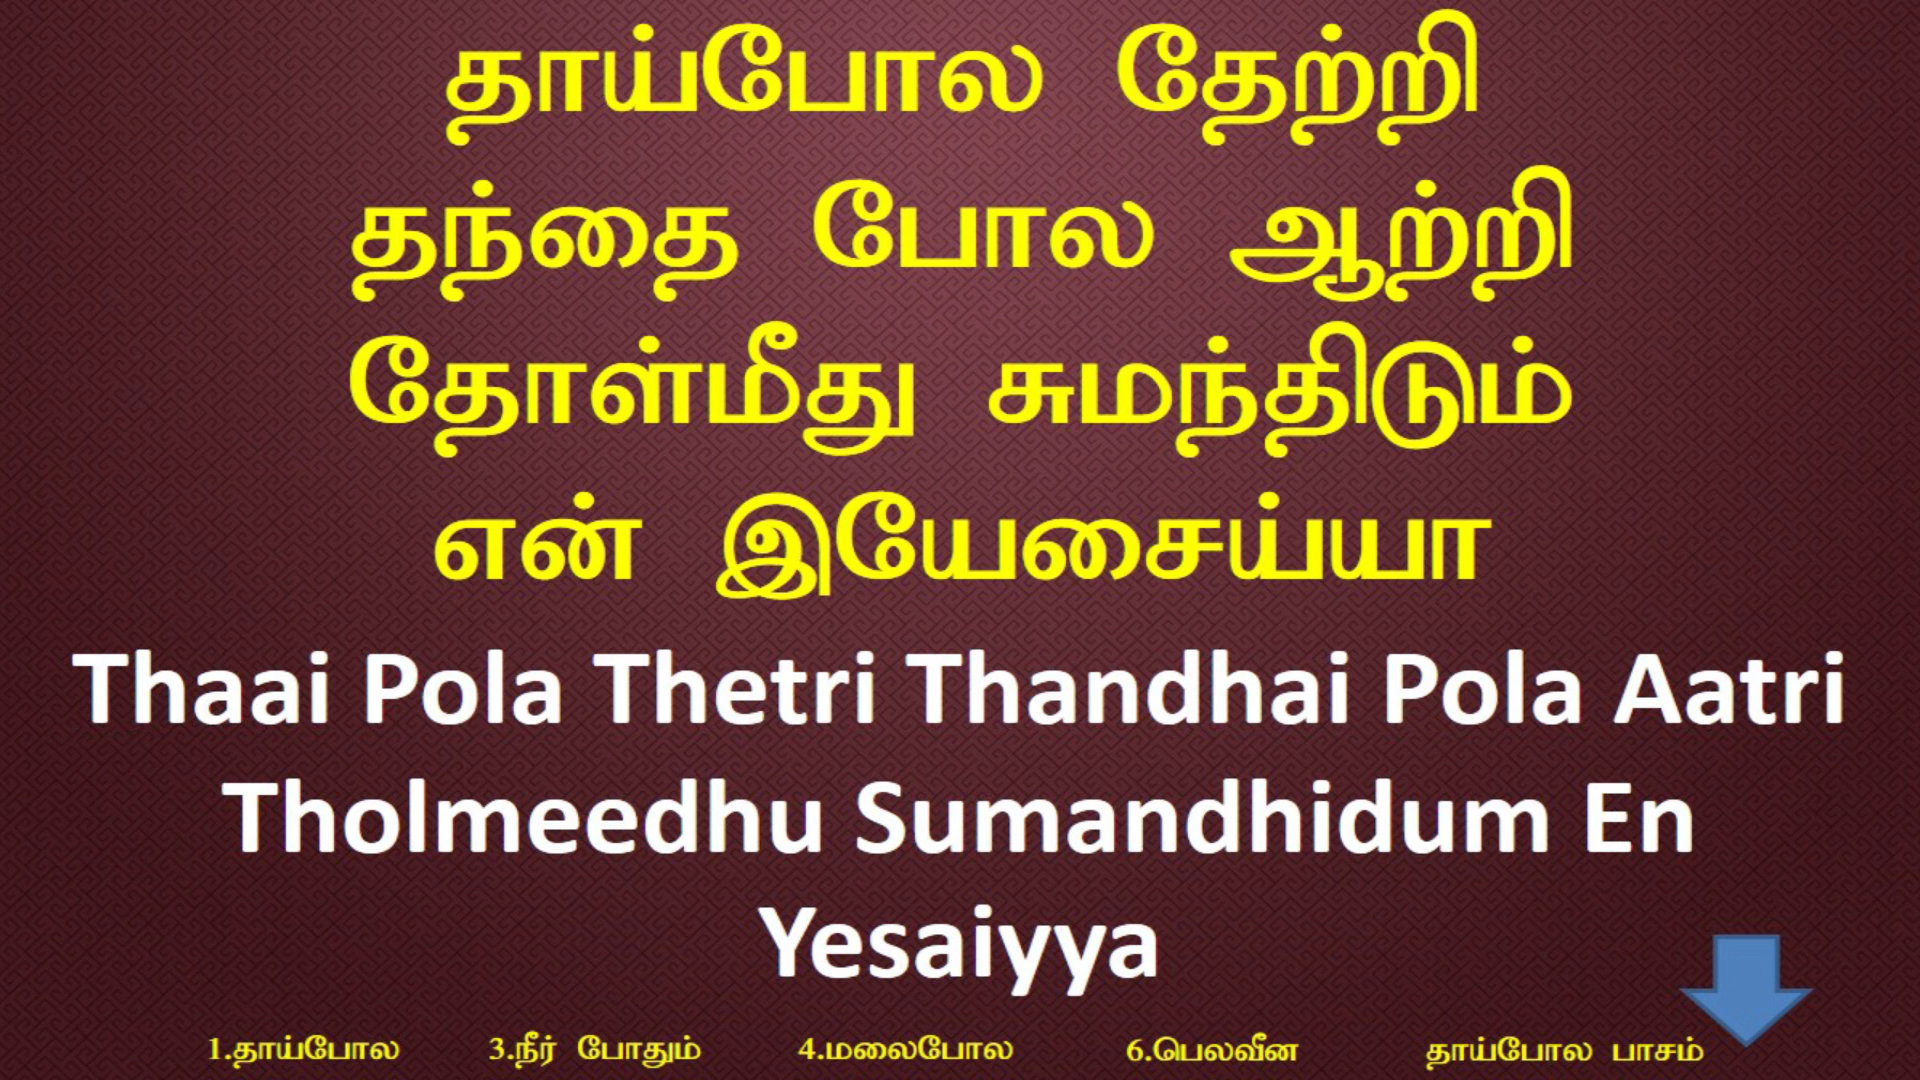 தாய்போல தேற்றி
தந்தை போல ஆற்றி
தோள்மீது சுமந்திடும்
என் இயேசைய்யா
Thaai Pola Thetri Thandhai Pola Aatri
Tholmeedhu Sumandhidum En
Yesaiyya
1.தாய்போல 3.நீர் போதும் 4.மலைபோல 6.பெலவீன தாய்போல பாசம்